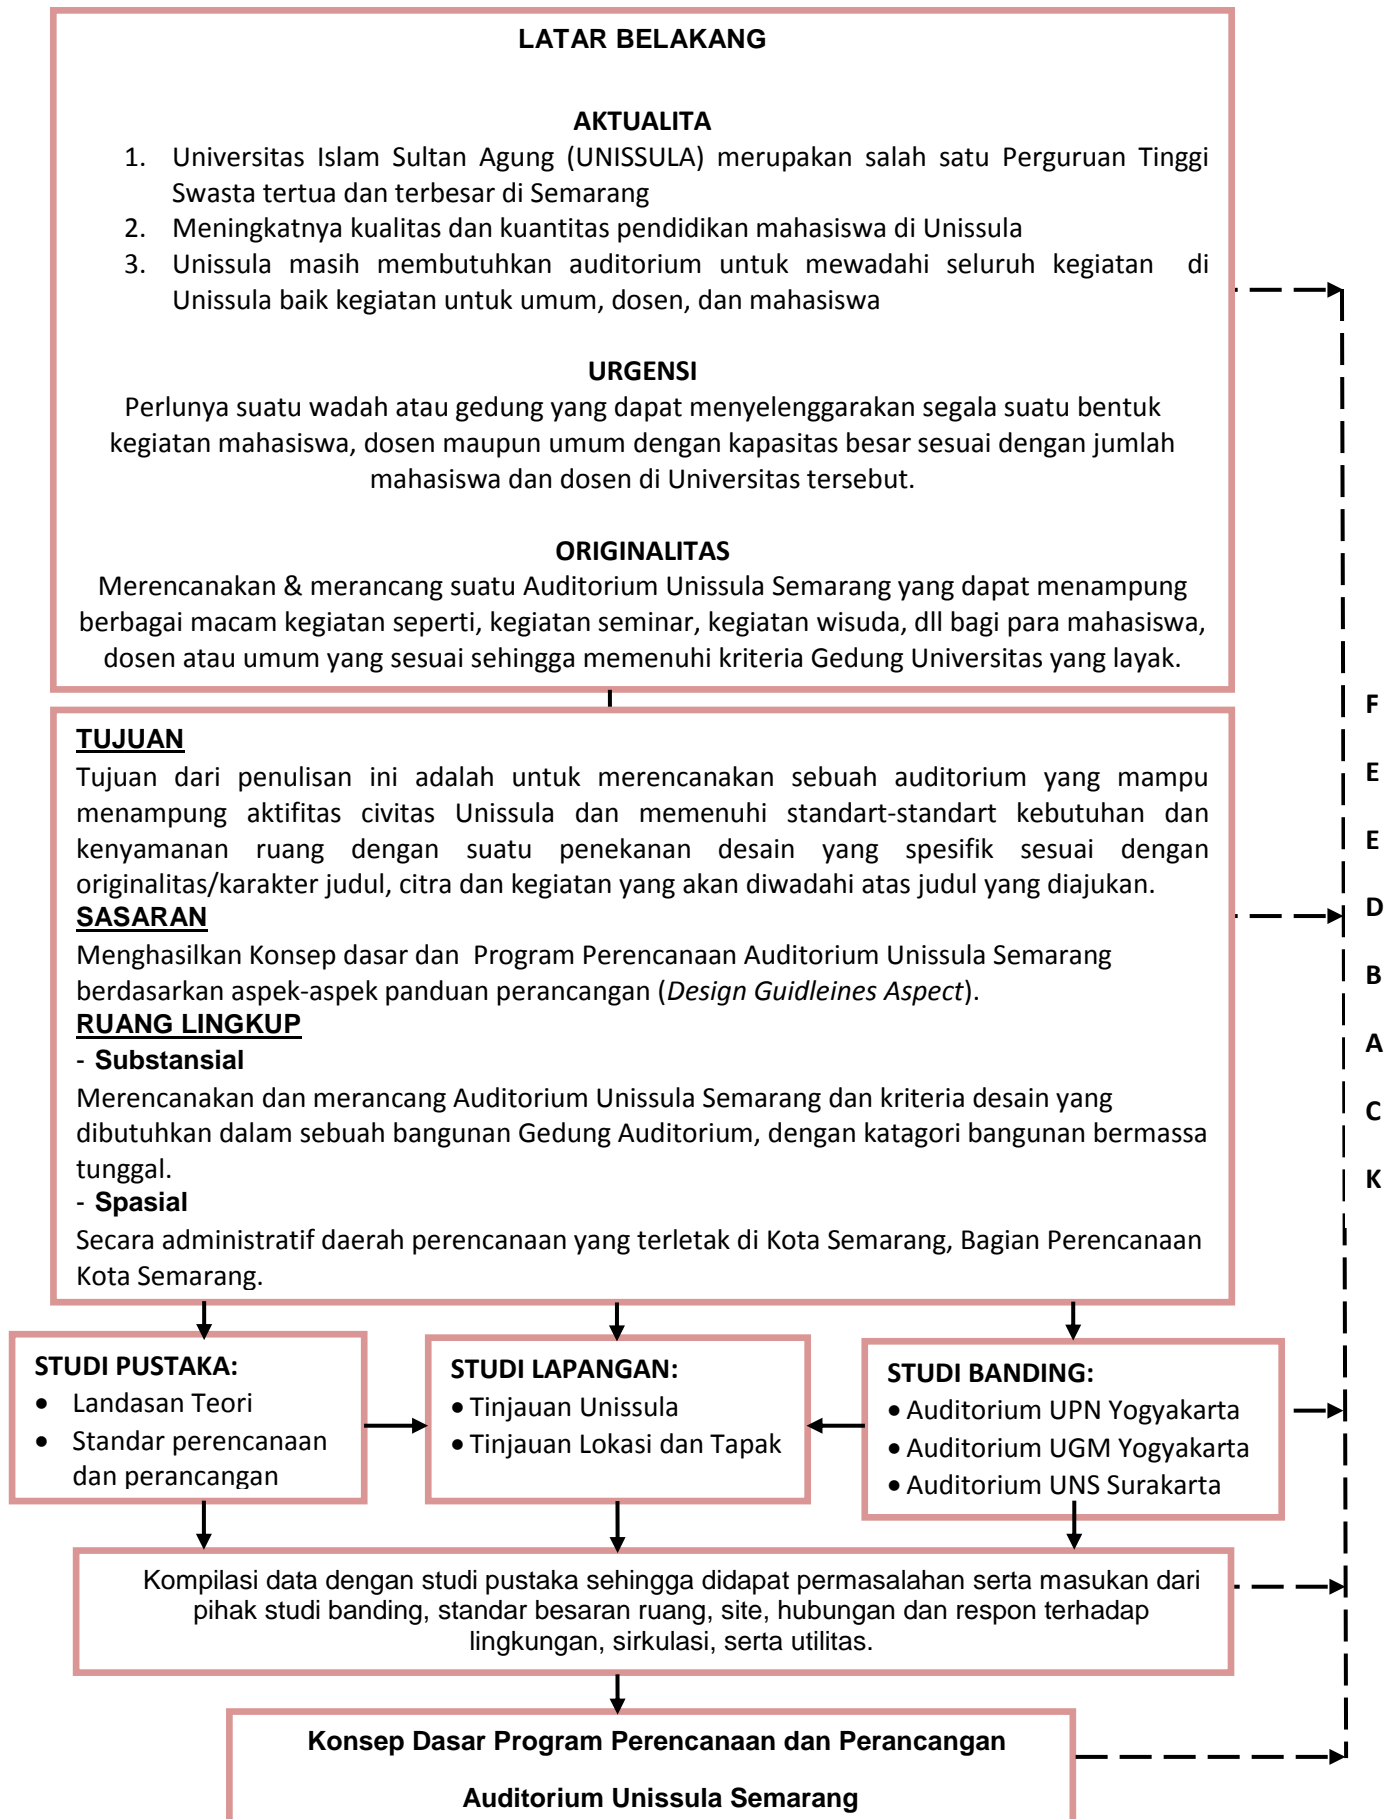 LATAR BELAKANG
AKTUALITA
1. Universitas Islam Sultan Agung (UNISSULA) merupakan salah satu Perguruan Tinggi
Swasta tertua dan terbesar di Semarang
2. Meningkatnya kualitas dan kuantitas pendidikan mahasiswa di Unissula
3. Unissula masih membutuhkan auditorium untuk mewadahi seluruh kegiatan di
Unissula baik kegiatan untuk umum, dosen, dan mahasiswa
URGENSI
Perlunya suatu wadah atau gedung yang dapat menyelenggarakan segala suatu bentuk
kegiatan mahasiswa, dosen maupun umum dengan kapasitas besar sesuai dengan jumlah
mahasiswa dan dosen di Universitas tersebut.
ORIGINALITAS
Merencanakan & merancang suatu Auditorium Unissula Semarang yang dapat menampung
berbagai macam kegiatan seperti, kegiatan seminar, kegiatan wisuda, dll bagi para mahasiswa,
dosen atau umum yang sesuai sehingga memenuhi kriteria Gedung Universitas yang layak.
TUJUAN
Tujuan dari penulisan ini adalah untuk merencanakan sebuah auditorium yang mampu
menampung aktifitas civitas Unissula dan memenuhi standart-standart kebutuhan dan
kenyamanan ruang dengan suatu penekanan desain yang spesifik sesuai dengan
originalitas/karakter judul, citra dan kegiatan yang akan diwadahi atas judul yang diajukan.
SASARAN
Menghasilkan Konsep dasar dan Program Perencanaan Auditorium Unissula Semarang
berdasarkan aspek-aspek panduan perancangan (Design Guidleines Aspect).
RUANG LINGKUP
- Substansial
Merencanakan dan merancang Auditorium Unissula Semarang dan kriteria desain yang
dibutuhkan dalam sebuah bangunan Gedung Auditorium, dengan katagori bangunan bermassa
tunggal.
- Spasial
Secara administratif daerah perencanaan yang terletak di Kota Semarang, Bagian Perencanaan
Kota Semarang.
F
E
E
D
B
A
C
K
STUDI PUSTAKA:
• Landasan Teori
• Standar perencanaan
dan perancangan
STUDI LAPANGAN:
• Tinjauan Unissula
• Tinjauan Lokasi dan Tapak
STUDI BANDING:
• Auditorium UPN Yogyakarta
• Auditorium UGM Yogyakarta
• Auditorium UNS Surakarta
Kompilasi data dengan studi pustaka sehingga didapat permasalahan serta masukan dari
pihak studi banding, standar besaran ruang, site, hubungan dan respon terhadap
lingkungan, sirkulasi, serta utilitas.
Konsep Dasar Program Perencanaan dan Perancangan
Auditorium Unissula Semarang